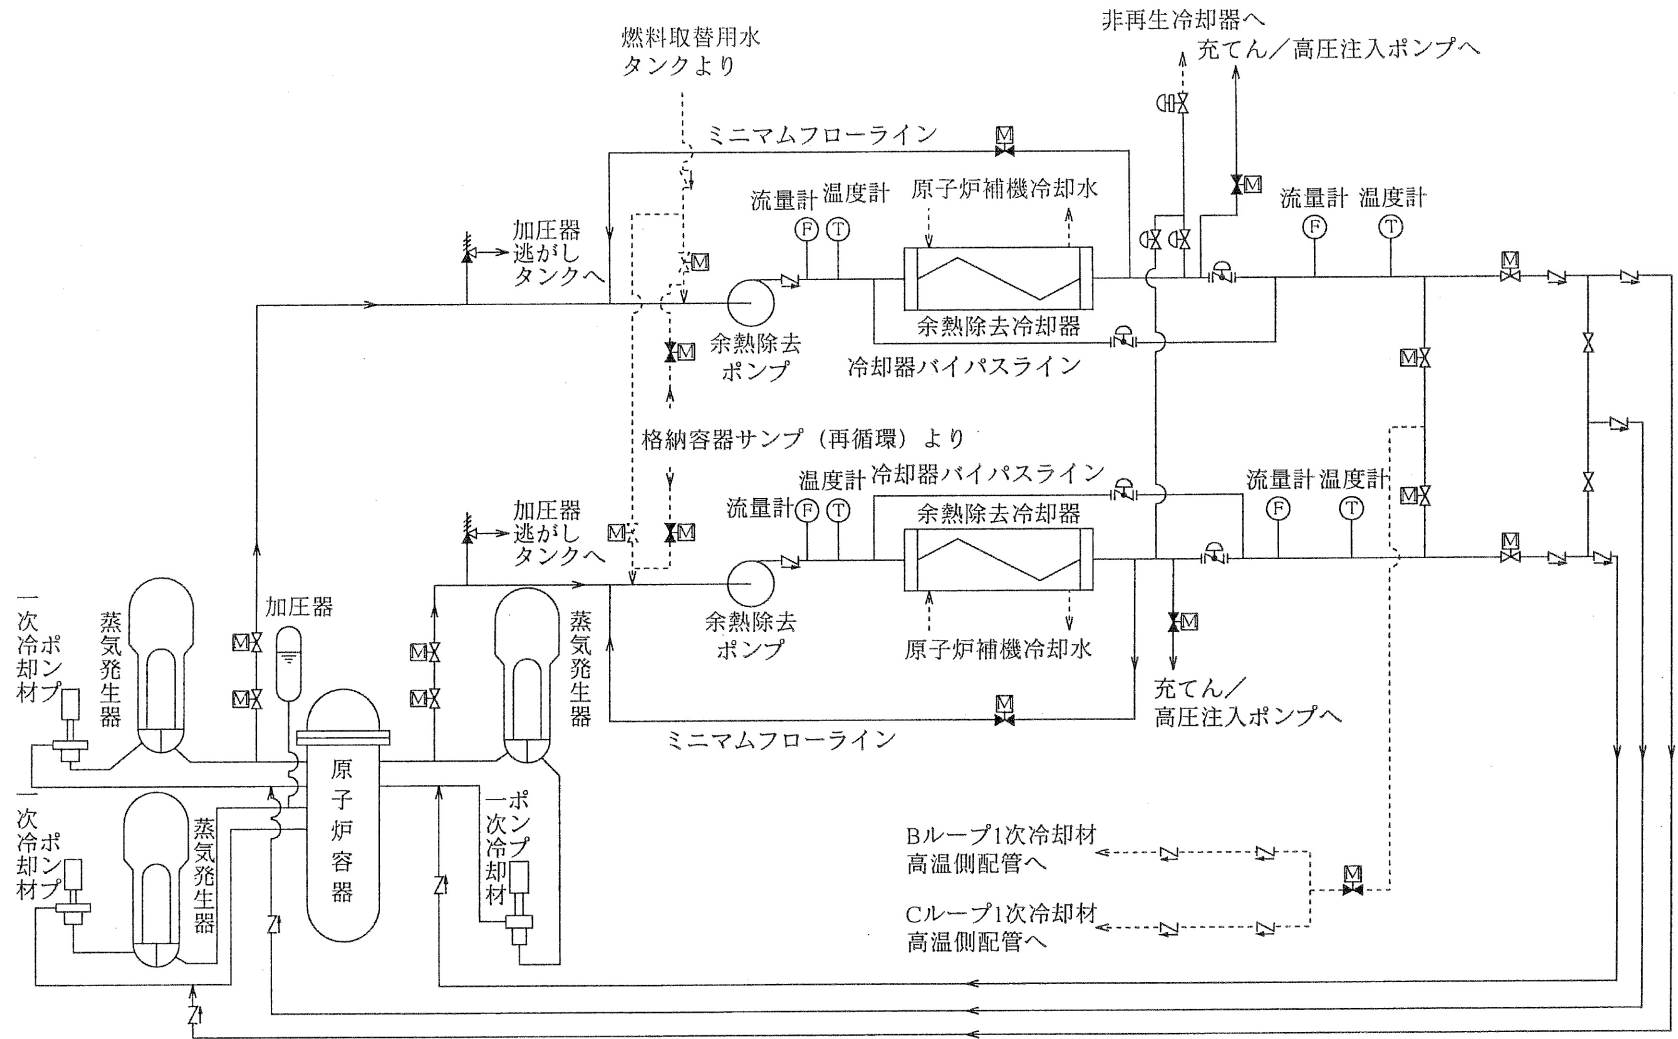 非再生冷却器へ
充てん／高圧注入ポンプへ
燃料取替用水
タンクより
ミニマムフローライン
M
原子炉補機冷却水
流量計
温度計
F
T
M
流量計
温度計
F
T
加圧器
逃がし
タンクへ
M
M
余熱除去冷却器
余熱除去
ポンプ
冷却器バイパスライン
M
M
格納容器サンプ（再循環）より
冷却器バイパスライン
温度計
流量計
F
T
余熱除去冷却器
流量計
温度計
F
T
M
加圧器
逃がし
タンクへ
M
M
M
余熱除去
ポンプ
原子炉補機冷却水
M
充てん／
高圧注入ポンプへ
M
ミニマムフローライン
加圧器
M
M
M
M
一次冷却材
ポンプ
蒸気発生器
蒸気発生器
原子炉容器
一次冷却材
ポンプ
蒸気発生器
一次冷却材
ポンプ
Bループ1次冷却材
高温側配管へ
M
Cループ1次冷却材
高温側配管へ